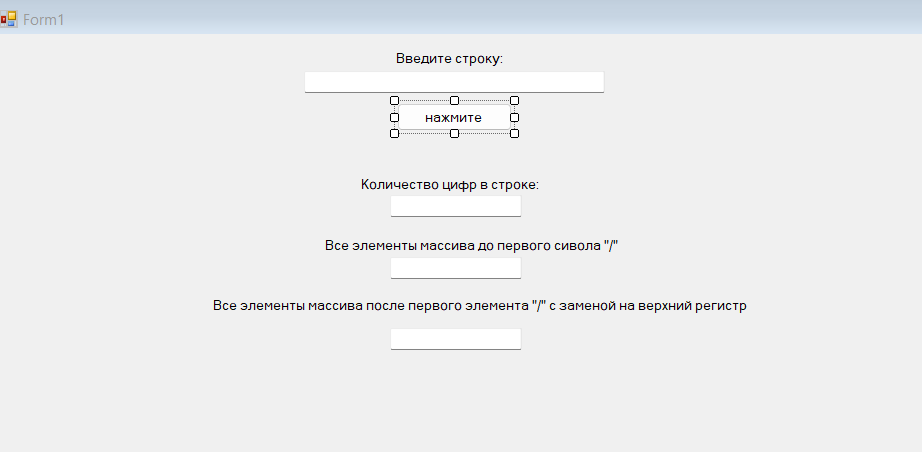 Form1
Введите строку:
нажмите
Количество цифр в строке:
Все элементы массива до первого сивола "/"
Все элементы массива после первого элемента "/" с заменой на верхний регистр